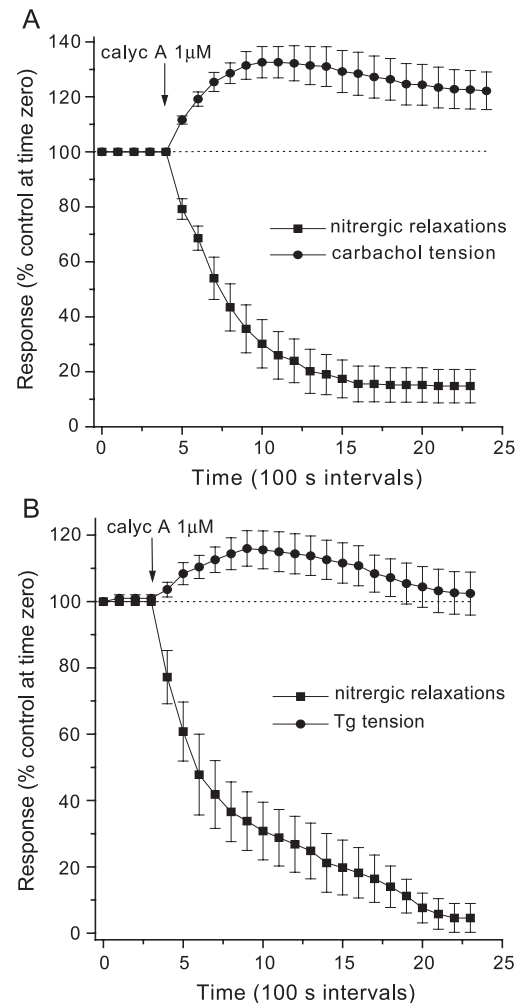 A
calyc A 1µM
Response (% control at time zero)
140
120
100
80
60
40
20
0
nitrergic relaxations
carbachol tension
0 5 10 15 20 25
Time (100 s intervals)
B
calyc A 1µM
Response (% control at time zero)
120
100
80
60
40
20
0
nitrergic relaxations
Tg tension
0 5 10 15 20 25
Time (100 s intervals)